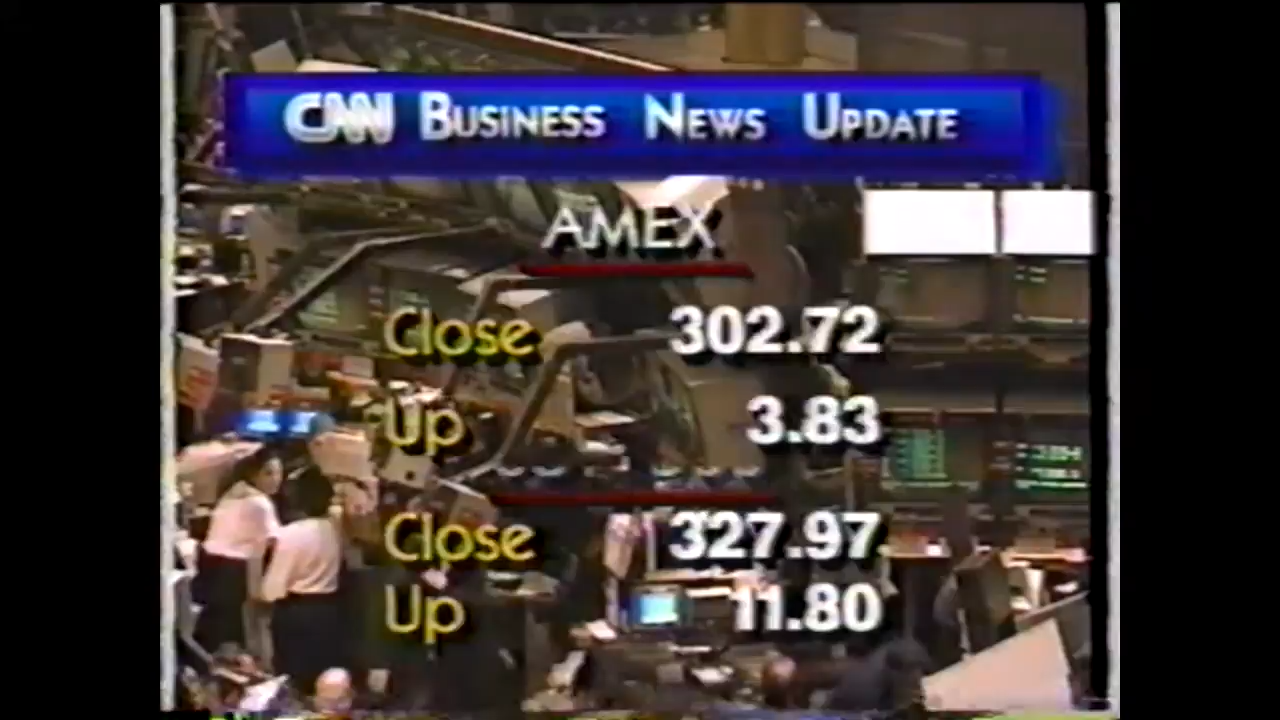 CNN BUSINESS NEWS UPDATE
AMEX
Close 302.72
Up 3.83
Close 327.97
Up 11.80